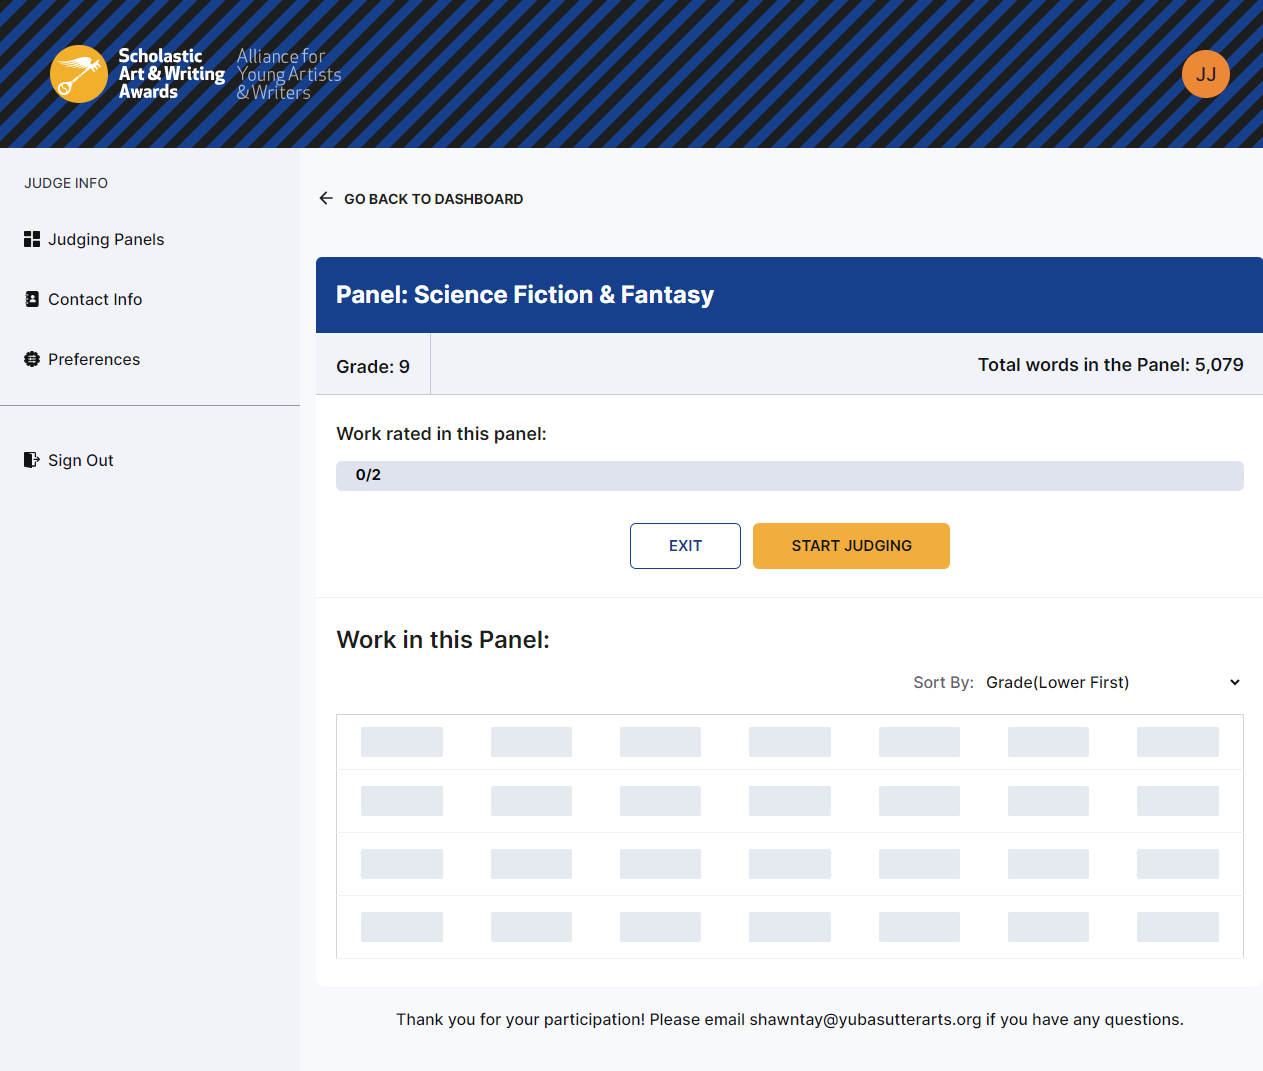 Scholastic
Art & Writing
Awards
Alliance for
Young Artists
& Writers
JJ
JUDGE INFO
Judging Panels
Contact Info
Preferences
Sign Out
GO BACK TO DASHBOARD
Panel: Science Fiction & Fantasy
Grade: 9
Total words in the Panel: 5,079
Work rated in this panel:
0/2
EXIT
START JUDGING
Work in this Panel:
Sort By: Grade(Lower First)
Thank you for your participation! Please email shawntay@yubasutterarts.org if you have any questions.